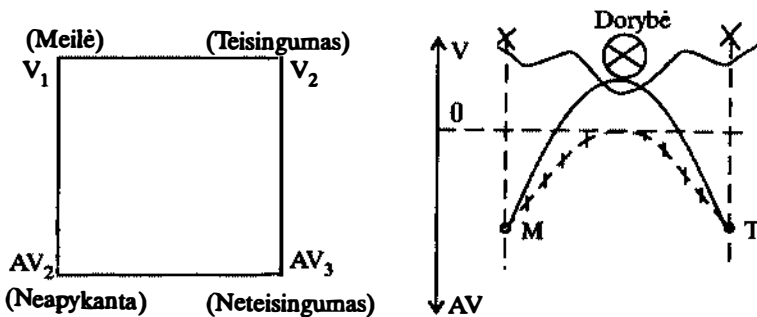 (Meilė) (Teisingumas)
V₁ V₂
AV₂ AV₃
(Neapykanta) (Neteisingumas)
Dorybė
V
0
M T
AV